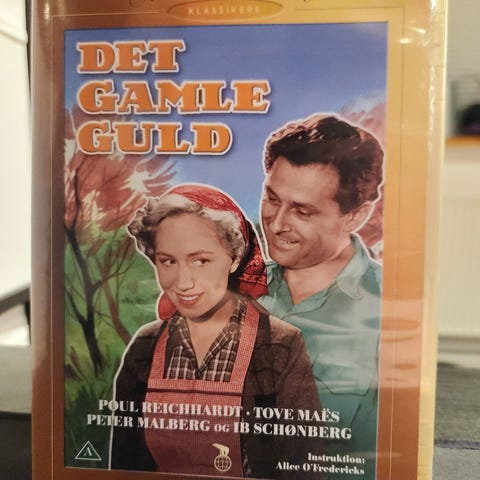 KLASSIKERE
DET
GAMLE
GULD
POUL REICHHARDT · TOVE MAËS
PETER MALBERG OG IB SCHØNBERG
Instruktion:
Alice O'Fredericks
A